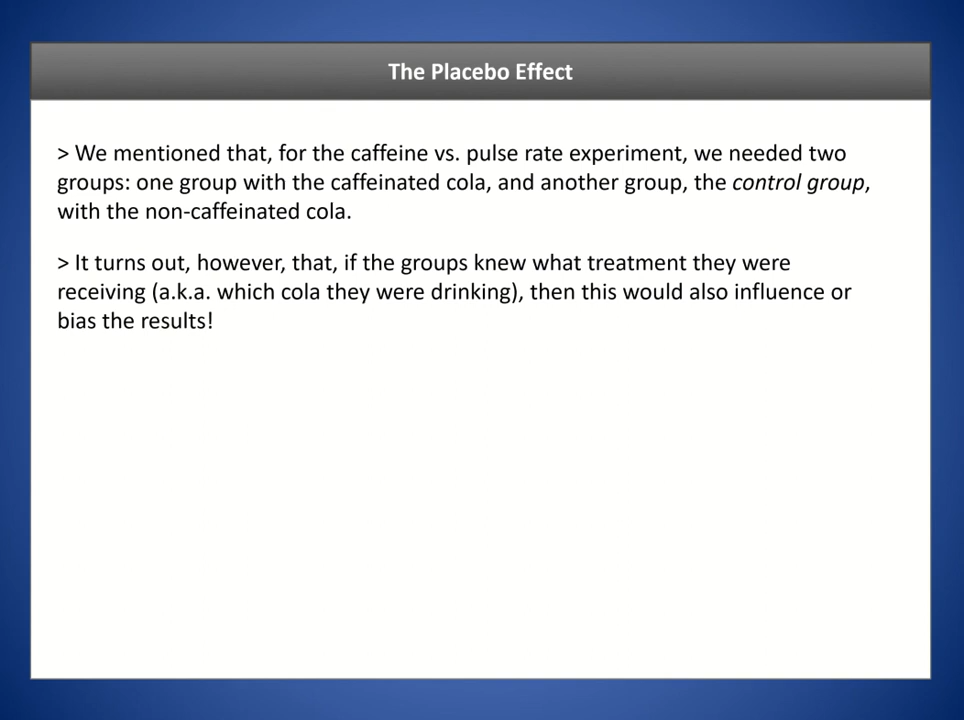 The Placebo Effect
> We mentioned that, for the caffeine vs. pulse rate experiment, we needed two
groups: one group with the caffeinated cola, and another group, the control group,
with the non-caffeinated cola.
> It turns out, however, that, if the groups knew what treatment they were
receiving (a.k.a. which cola they were drinking), then this would also influence or
bias the results!